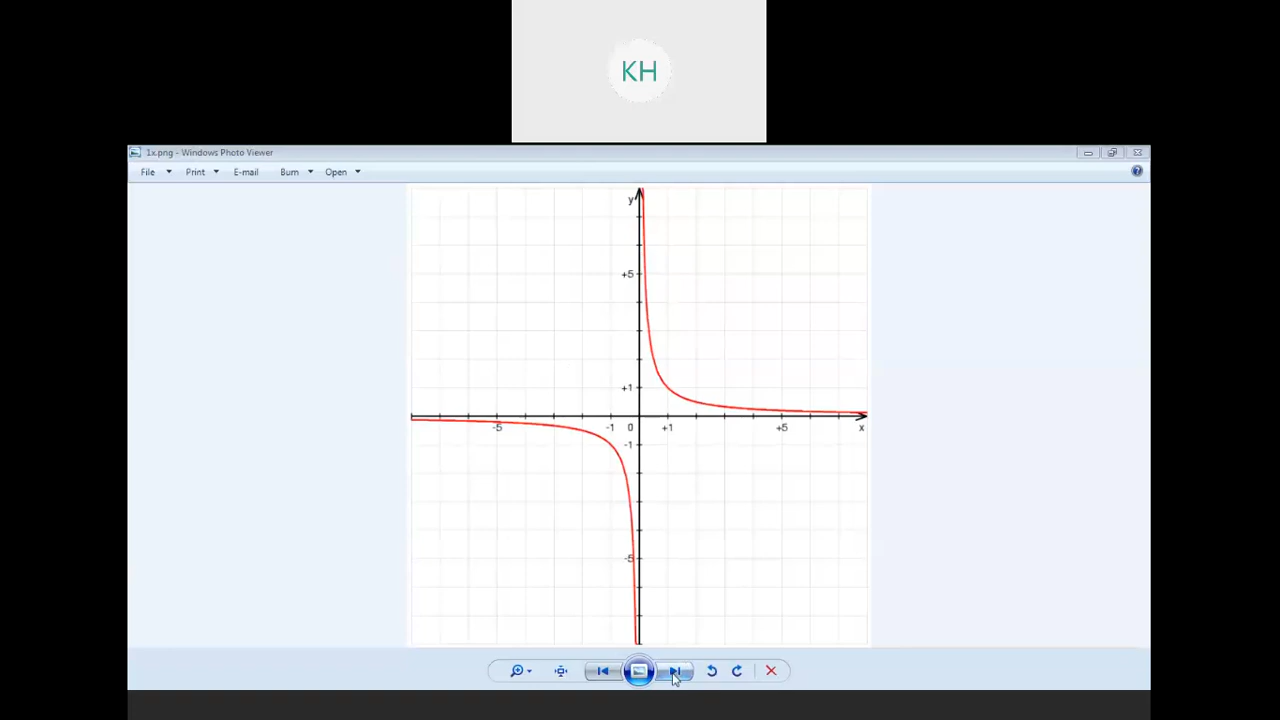 KH
1x.png - Windows Photo Viewer
File Print E-mail Burn Open
y
+5
+1
-5 -1 0 +1 +5 x
-1
-5